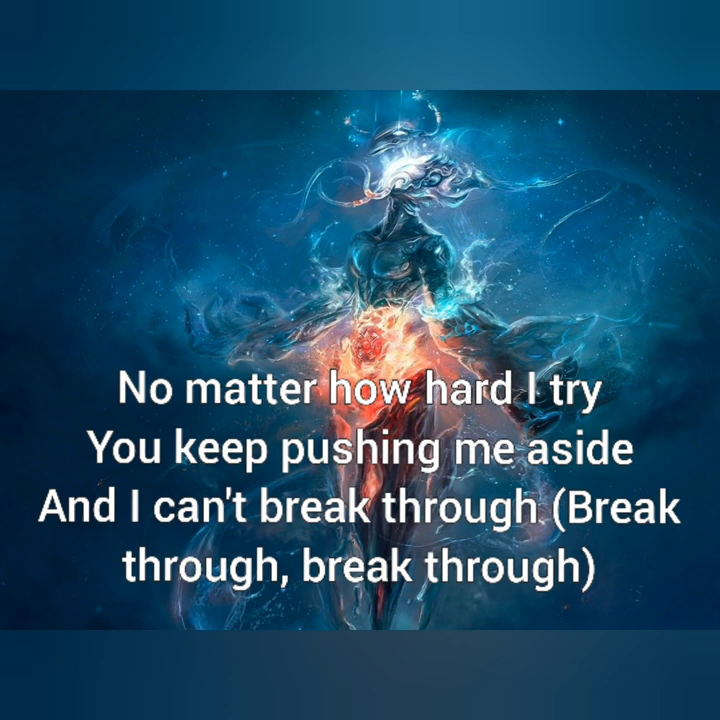 No matter how hard I try
You keep pushing me aside
And I can't break through (Break
through, break through)